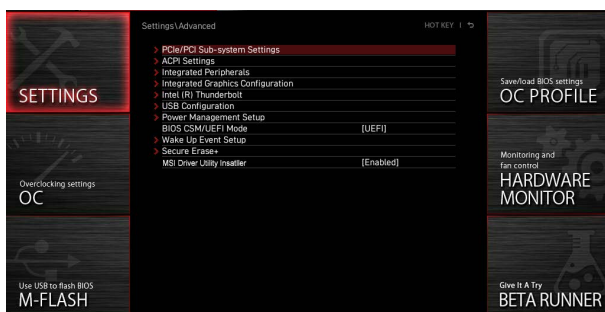 Settings\Advanced
HOT KEY |
PCIe/PCI Sub-system Settings
ACPI Settings
Integrated Peripherals
Integrated Graphics Configuration
Intel (R) Thunderbolt
USB Configuration
Power Management Setup
BIOS CSM/UEFI Mode [UEFI]
Wake Up Event Setup
Secure Erase+
MSI Driver Utility Insatller [Enabled]
SETTINGS
Overclocking settings
OC
Use USB to flash BIOS
M-FLASH
Save/load BIOS settings
OC PROFILE
Monitoring and
fan control
HARDWARE
MONITOR
Give It A Try
BETA RUNNER